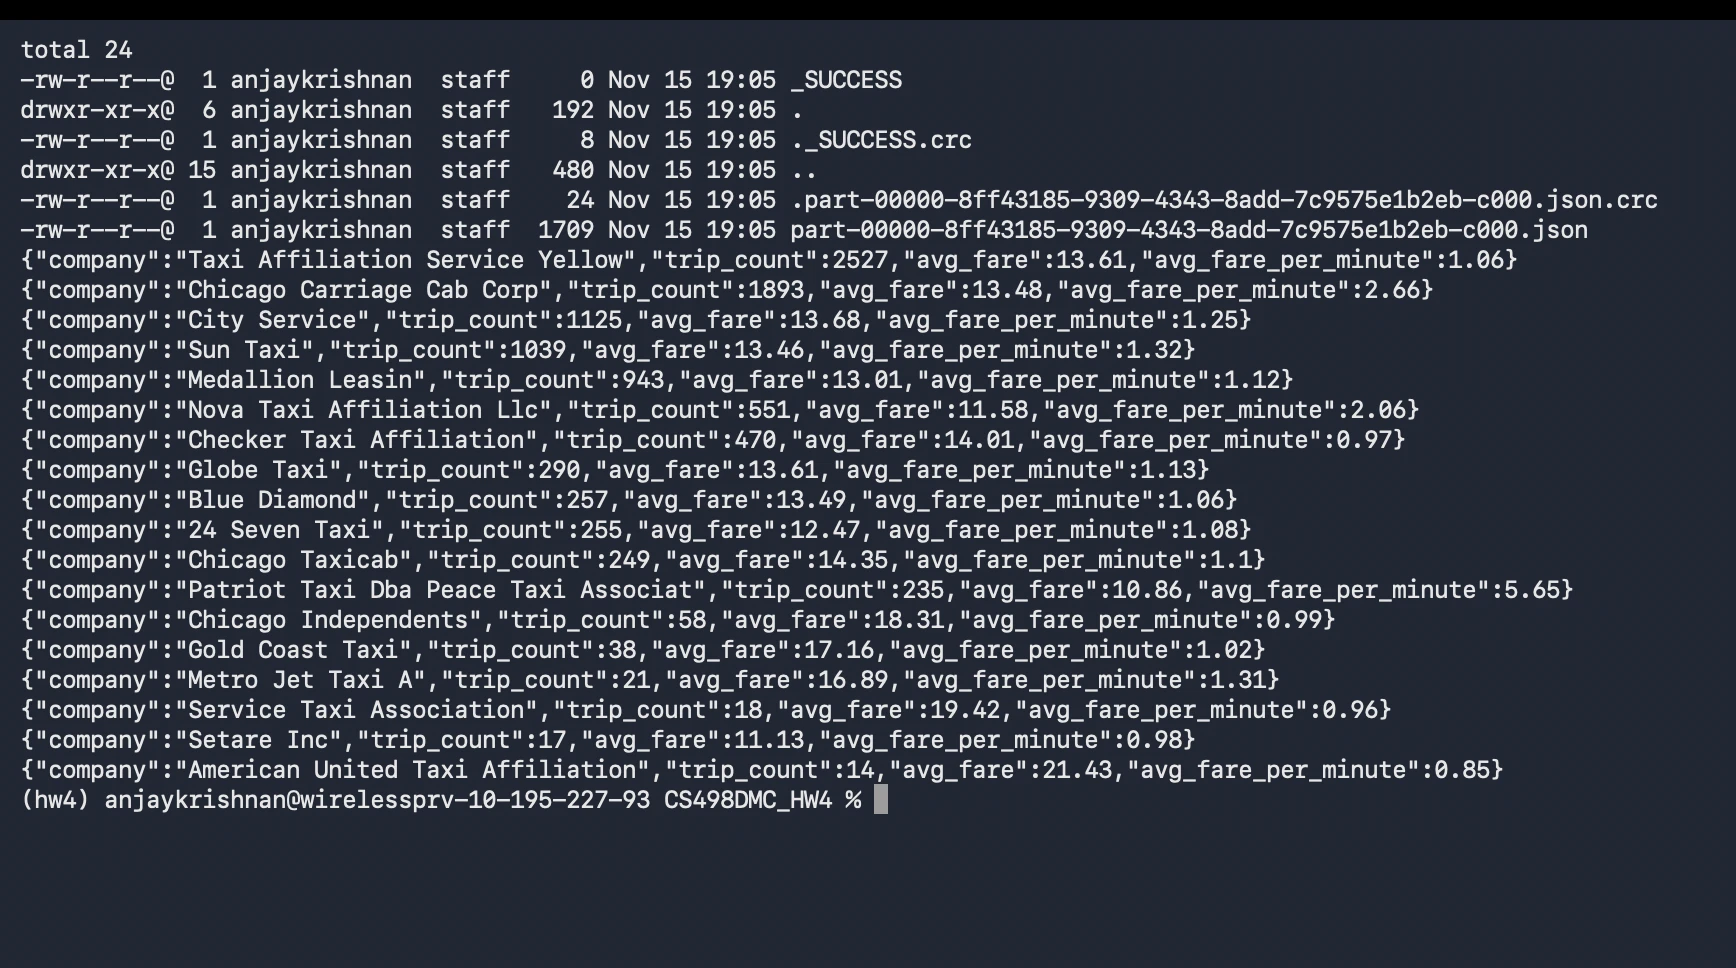 total 24
-rw-r--r--@  1 anjaykrishnan  staff     0 Nov 15 19:05 _SUCCESS
drwxr-xr-x@  6 anjaykrishnan  staff   192 Nov 15 19:05 .
-rw-r--r--@  1 anjaykrishnan  staff     8 Nov 15 19:05 ._SUCCESS.crc
drwxr-xr-x@ 15 anjaykrishnan  staff   480 Nov 15 19:05 ..
-rw-r--r--@  1 anjaykrishnan  staff    24 Nov 15 19:05 .part-00000-8ff43185-9309-4343-8add-7c9575e1b2eb-c000.json.crc
-rw-r--r--@  1 anjaykrishnan  staff  1709 Nov 15 19:05 part-00000-8ff43185-9309-4343-8add-7c9575e1b2eb-c000.json
{"company":"Taxi Affiliation Service Yellow","trip_count":2527,"avg_fare":13.61,"avg_fare_per_minute":1.06}
{"company":"Chicago Carriage Cab Corp","trip_count":1893,"avg_fare":13.48,"avg_fare_per_minute":2.66}
{"company":"City Service","trip_count":1125,"avg_fare":13.68,"avg_fare_per_minute":1.25}
{"company":"Sun Taxi","trip_count":1039,"avg_fare":13.46,"avg_fare_per_minute":1.32}
{"company":"Medallion Leasin","trip_count":943,"avg_fare":13.01,"avg_fare_per_minute":1.12}
{"company":"Nova Taxi Affiliation Llc","trip_count":551,"avg_fare":11.58,"avg_fare_per_minute":2.06}
{"company":"Checker Taxi Affiliation","trip_count":470,"avg_fare":14.01,"avg_fare_per_minute":0.97}
{"company":"Globe Taxi","trip_count":290,"avg_fare":13.61,"avg_fare_per_minute":1.13}
{"company":"Blue Diamond","trip_count":257,"avg_fare":13.49,"avg_fare_per_minute":1.06}
{"company":"24 Seven Taxi","trip_count":255,"avg_fare":12.47,"avg_fare_per_minute":1.08}
{"company":"Chicago Taxicab","trip_count":249,"avg_fare":14.35,"avg_fare_per_minute":1.1}
{"company":"Patriot Taxi Dba Peace Taxi Associat","trip_count":235,"avg_fare":10.86,"avg_fare_per_minute":5.65}
{"company":"Chicago Independents","trip_count":58,"avg_fare":18.31,"avg_fare_per_minute":0.99}
{"company":"Gold Coast Taxi","trip_count":38,"avg_fare":17.16,"avg_fare_per_minute":1.02}
{"company":"Metro Jet Taxi A","trip_count":21,"avg_fare":16.89,"avg_fare_per_minute":1.31}
{"company":"Service Taxi Association","trip_count":18,"avg_fare":19.42,"avg_fare_per_minute":0.96}
{"company":"Setare Inc","trip_count":17,"avg_fare":11.13,"avg_fare_per_minute":0.98}
{"company":"American United Taxi Affiliation","trip_count":14,"avg_fare":21.43,"avg_fare_per_minute":0.85}
(hw4) anjaykrishnan@wirelessprv-10-195-227-93 CS498DMC_HW4 %